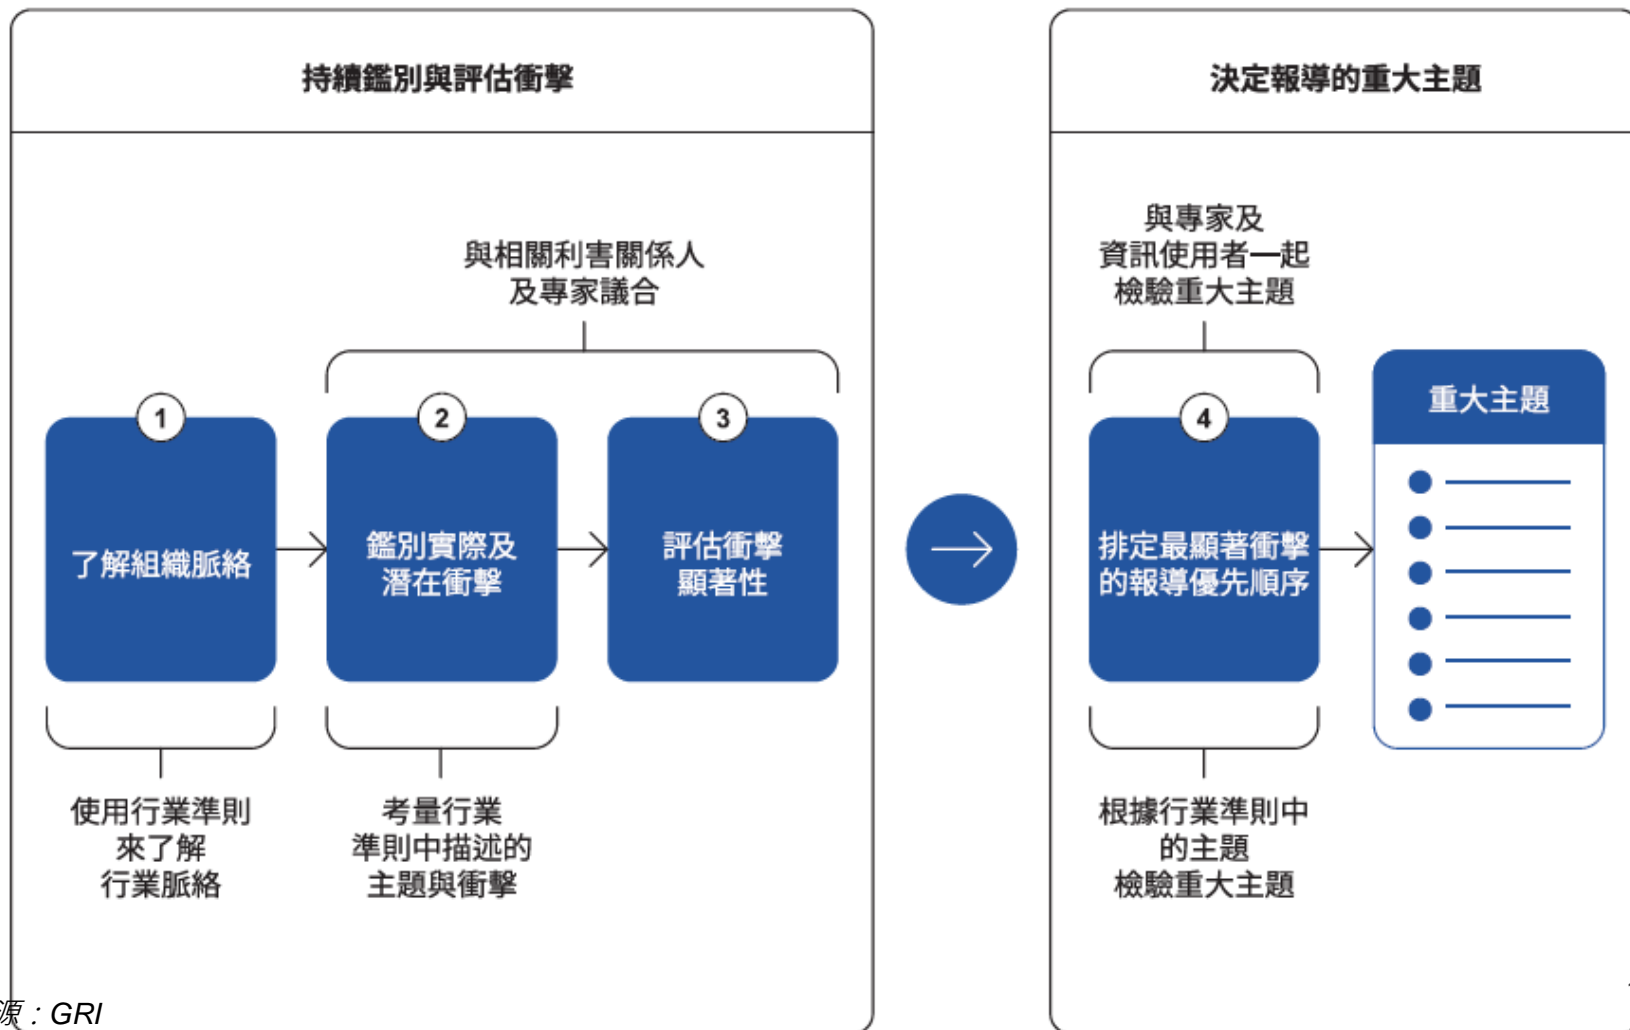 持續鑑別與評估衝擊
與相關利害關係人
及專家議合
1
了解組織脈絡
2
鑑別實際及
潛在衝擊
3
評估衝擊
顯著性
使用行業準則
來了解
行業脈絡
考量行業
準則中描述的
主題與衝擊
決定報導的重大主題
與專家及
資訊使用者一起
檢驗重大主題
4
排定最顯著衝擊
的報導優先順序
重大主題
根據行業準則中
的主題
檢驗重大主題
源：GRI